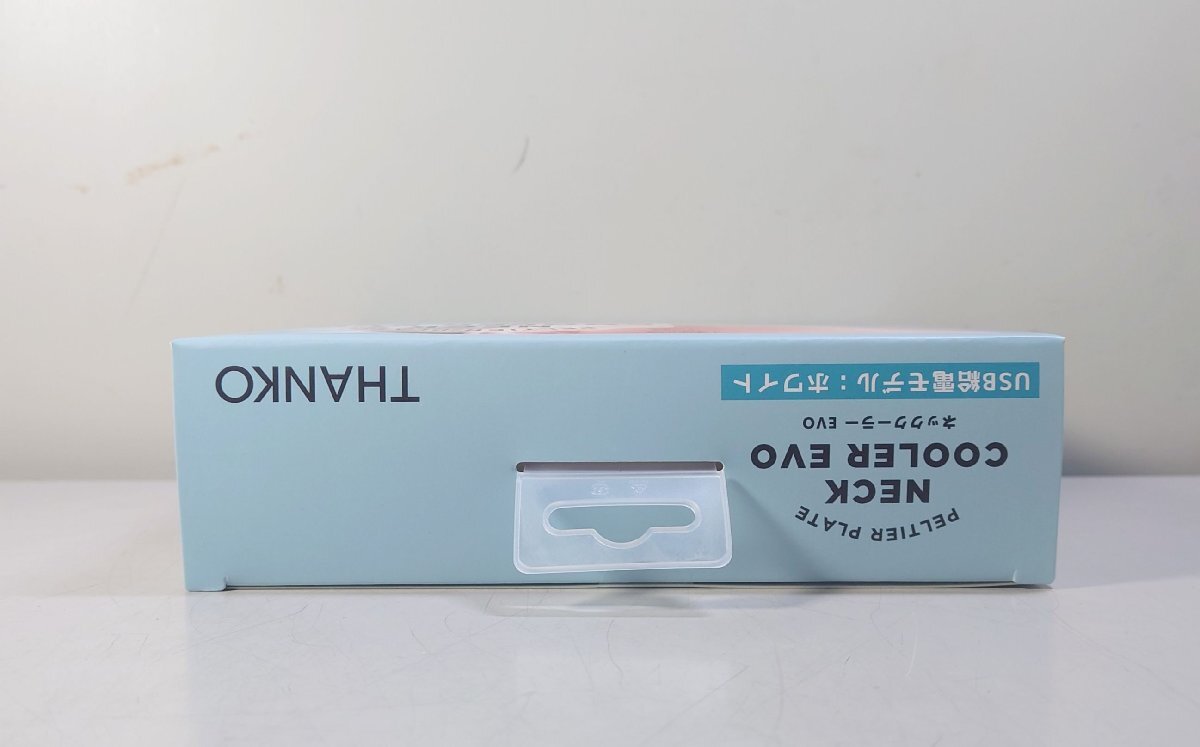 PELTIER PLATE
NECK
COOLER EVO
ネッククーラー EVO
USB給電モデル：ホワイト
THANKO